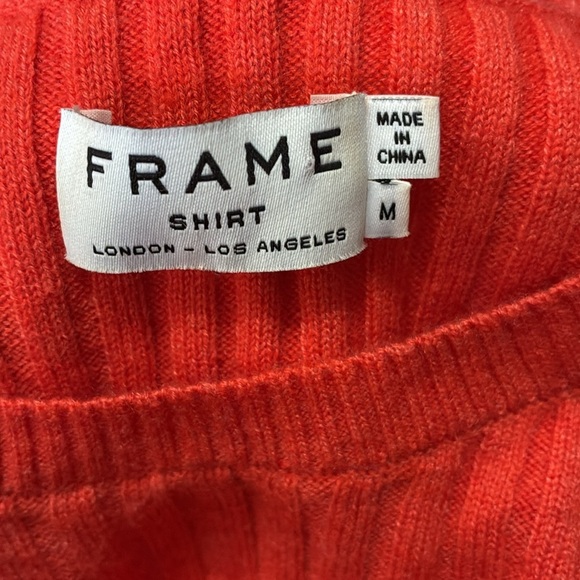 FRAME
SHIRT
LONDON - LOS ANGELES
MADE
IN
CHINA
M